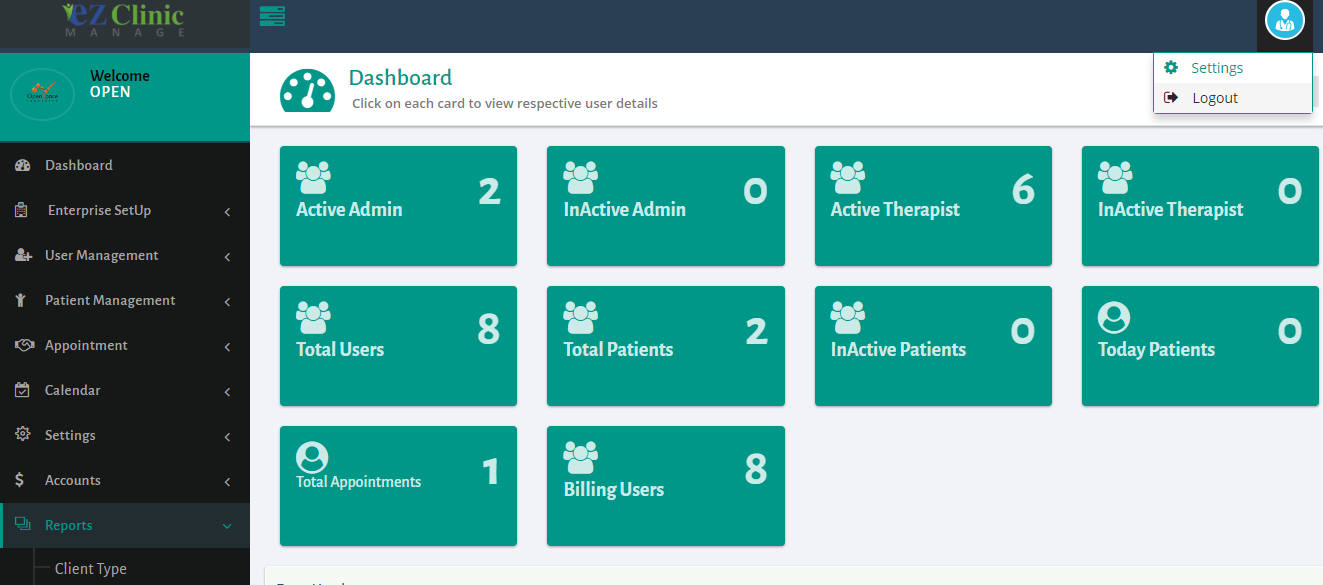 eZ Clinic
MANAGE
Settings
Logout
Welcome
OPEN
Dashboard
Click on each card to view respective user details
Dashboard
Enterprise SetUp
User Management
Patient Management
Appointment
Calendar
Settings
$ Accounts
Reports
Client Type
2
Active Admin
0
InActive Admin
6
Active Therapist
0
InActive Therapist
8
Total Users
2
Total Patients
0
InActive Patients
0
Today Patients
1
Total Appointments
8
Billing Users